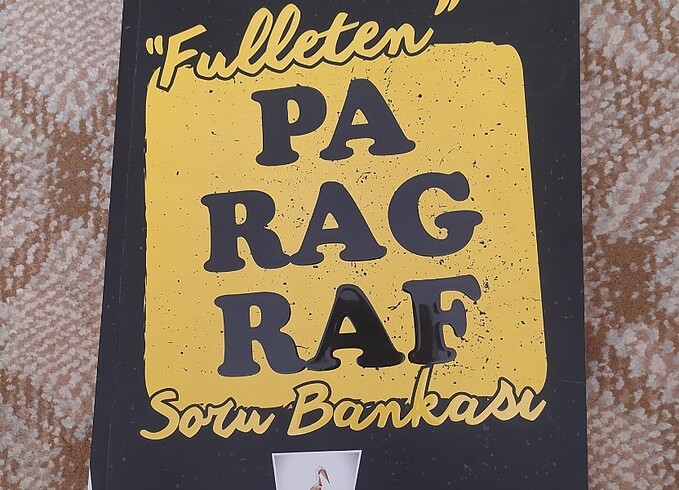 "Fulleten"
PA
RAG
RAF
Soru Bankası